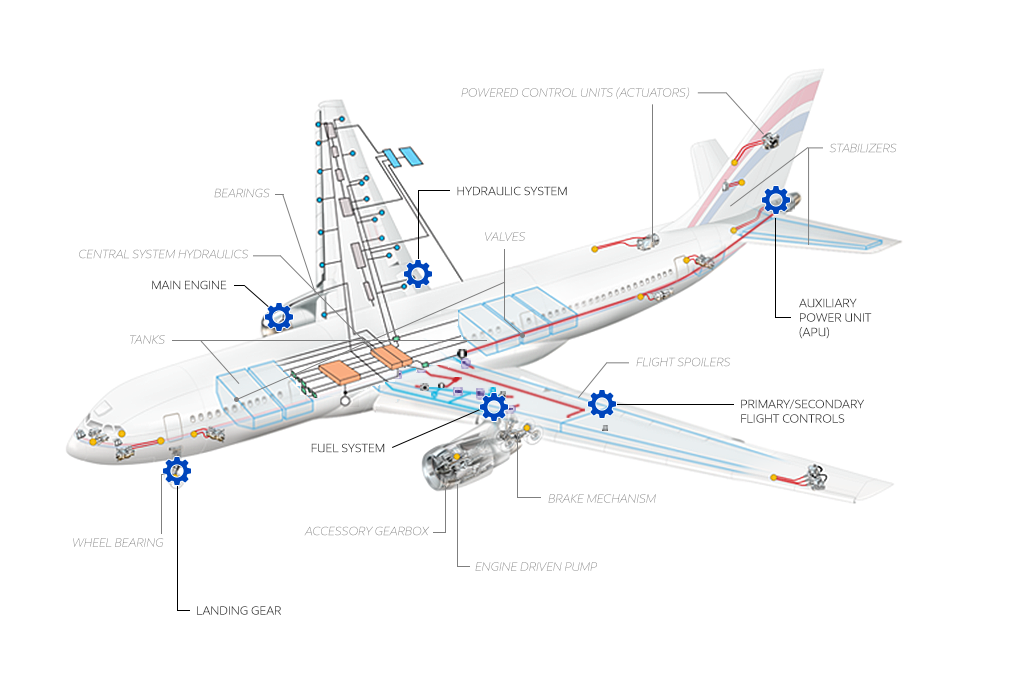 POWERED CONTROL UNITS (ACTUATORS)
STABILIZERS
BEARINGS
HYDRAULIC SYSTEM
VALVES
CENTRAL SYSTEM HYDRAULICS
MAIN ENGINE
AUXILIARY
POWER UNIT
(APU)
TANKS
FLIGHT SPOILERS
PRIMARY/SECONDARY
FLIGHT CONTROLS
FUEL SYSTEM
BRAKE MECHANISM
ACCESSORY GEARBOX
WHEEL BEARING
ENGINE DRIVEN PUMP
LANDING GEAR